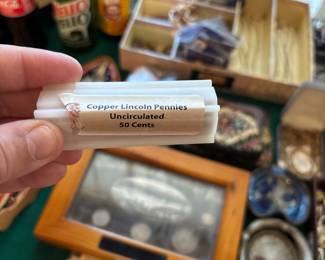 Copper Lincoln Pennies
Uncirculated
50 Cents